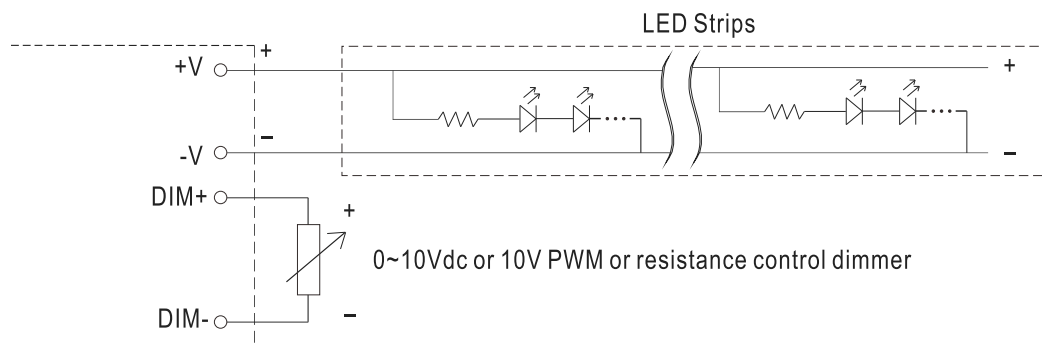 LED Strips
+
+V
+
-
-V
-
DIM+
+
0~10Vdc or 10V PWM or resistance control dimmer
-
DIM-